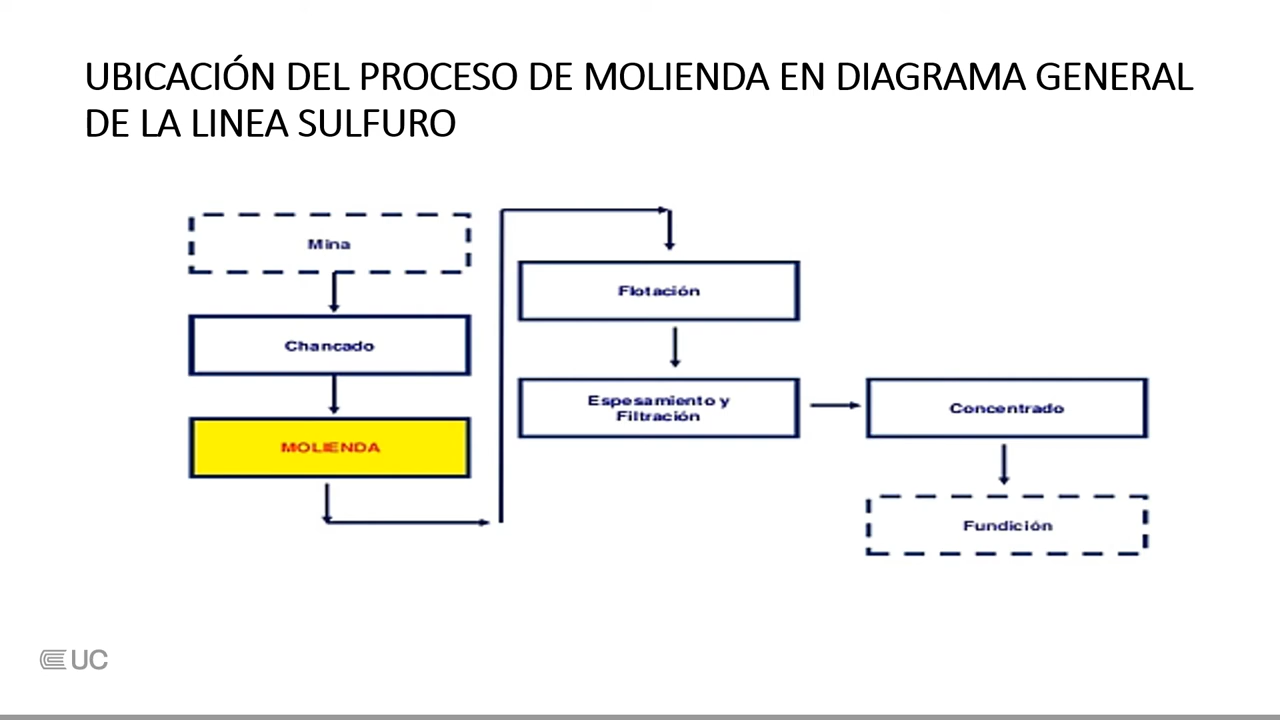 UBICACIÓN DEL PROCESO DE MOLIENDA EN DIAGRAMA GENERAL
DE LA LINEA SULFURO
Mina
Chancado
MOLIENDA
Flotación
Espesamiento y
Filtración
Concentrado
Fundición
UC